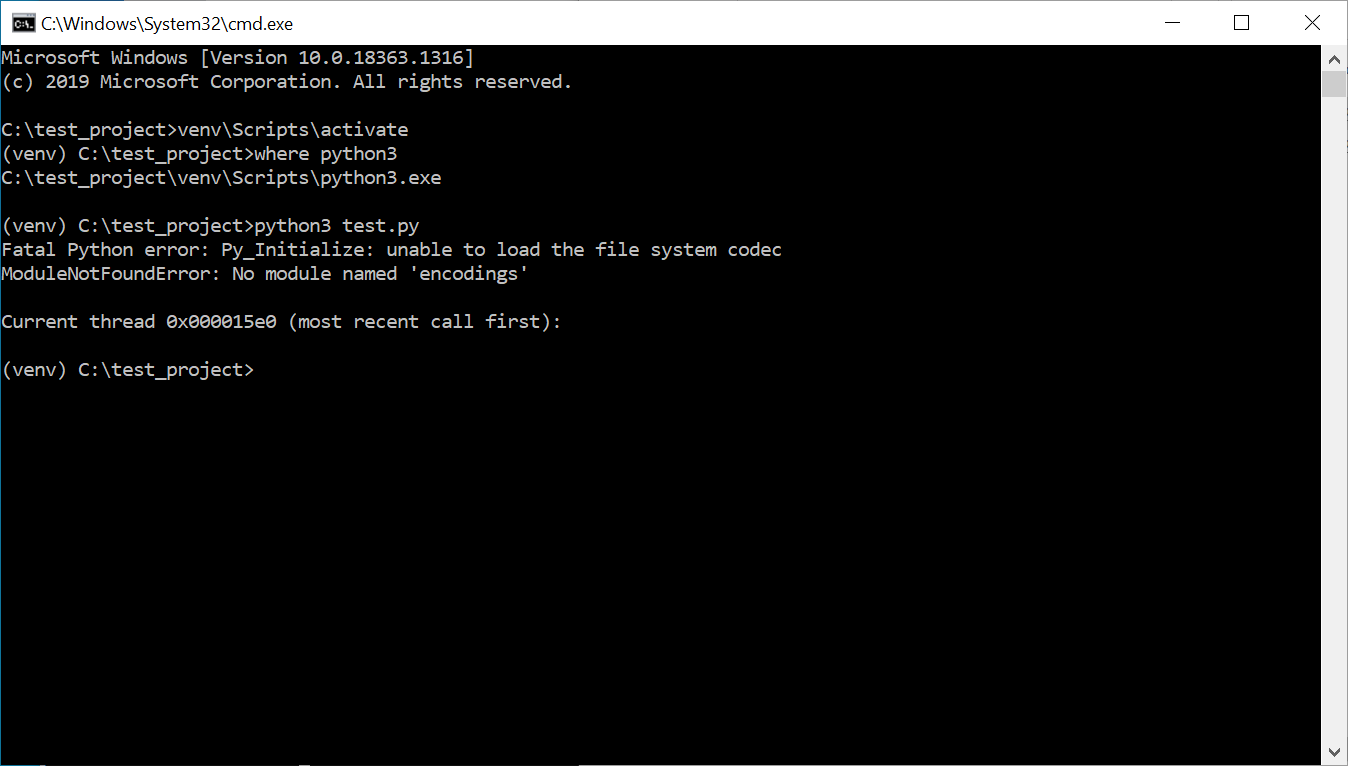 C:\Windows\System32\cmd.exe
Microsoft Windows [Version 10.0.18363.1316]
(c) 2019 Microsoft Corporation. All rights reserved.
C:\test_project>venv\Scripts\activate
(venv) C:\test_project>where python3
C:\test_project\venv\Scripts\python3.exe
(venv) C:\test_project>python3 test.py
Fatal Python error: Py_Initialize: unable to load the file system codec
ModuleNotFoundError: No module named 'encodings'
Current thread 0x000015e0 (most recent call first):
(venv) C:\test_project>